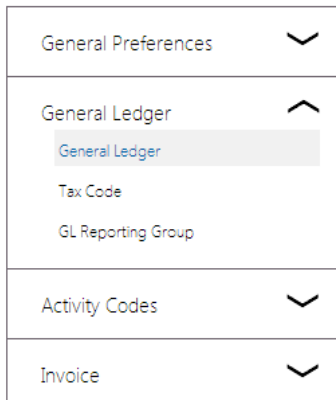 General Preferences
General Ledger
General Ledger
Tax Code
GL Reporting Group
Activity Codes
Invoice